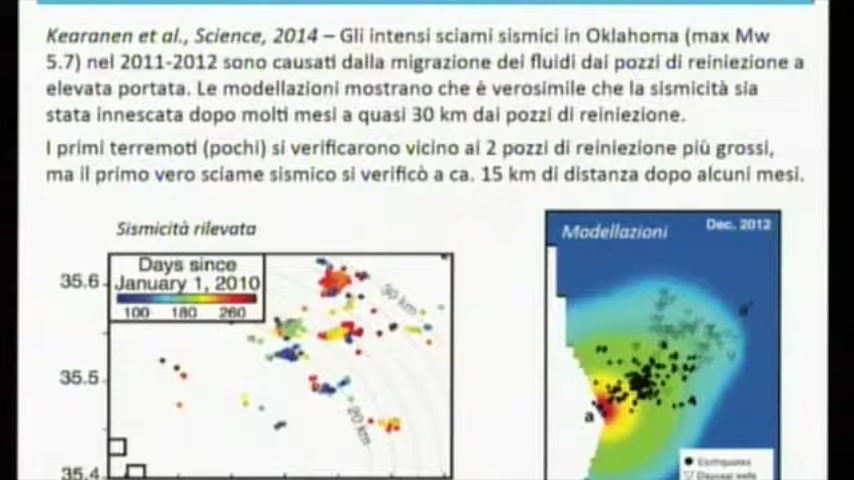 Kearanen et al., Science, 2014 – Gli intensi sciami sismici in Oklahoma (max Mw
5.7) nel 2011-2012 sono causati dalla migrazione dei fluidi dai pozzi di reiniezione a
elevata portata. Le modellazioni mostrano che è verosimile che la sismicità sia
stata innescata dopo molti mesi a quasi 30 km dai pozzi di reiniezione.
I primi terremoti (pochi) si verificarono vicino ai 2 pozzi di reiniezione più grossi,
ma il primo vero sciame sismico si verificò a ca. 15 km di distanza dopo alcuni mesi.
Sismicità rilevata
Days since
January 1, 2010
100 180 260
35.6
35.5
35.4
30 km
20 km
Modellazioni
Dec. 2012
a'
a
Earthquakes
Disposal wells